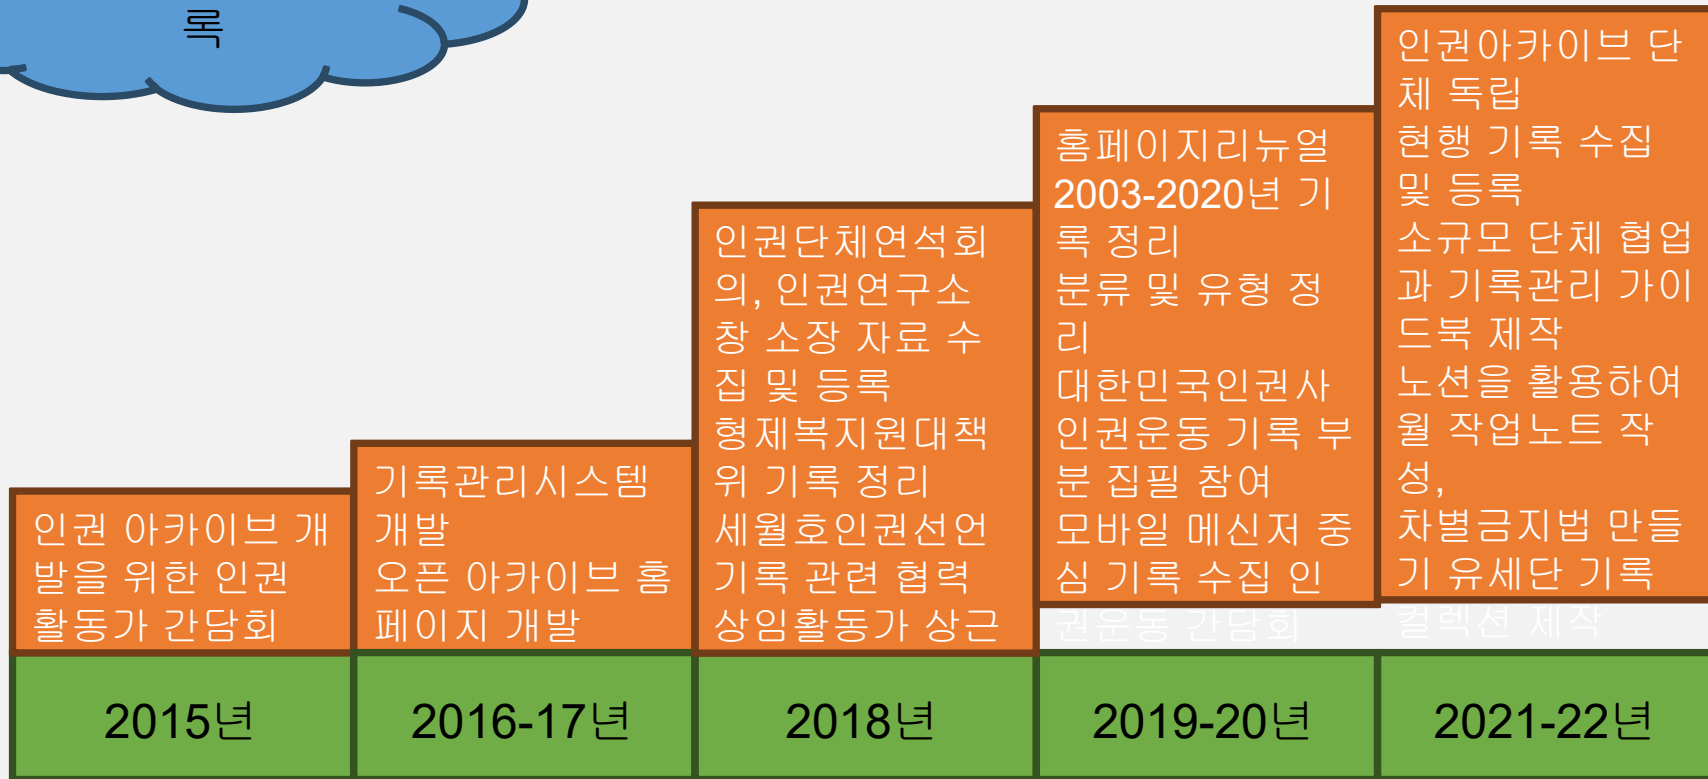 록
인권 아카이브 개
발을 위한 인권
활동가 간담회
2015년
기록관리시스템
개발
오픈 아카이브 홈
페이지 개발
2016-17년
인권단체연석회
의, 인권연구소
창 소장 자료 수
집 및 등록
형제복지원대책
위 기록 정리
세월호인권선언
기록 관련 협력
상임활동가 상근
2018년
홈페이지리뉴얼
2003-2020년 기
록 정리
분류 및 유형 정
리
대한민국인권사
인권운동 기록 부
분 집필 참여
모바일 메신저 중
심 기록 수집 인
권운동 간담회
2019-20년
인권아카이브 단
체 독립
현행 기록 수집
및 등록
소규모 단체 협업
과 기록관리 가이
드북 제작
노션을 활용하여
월 작업노트 작
성,
차별금지법 만들
기 유세단 기록
컬렉션 제작
2021-22년